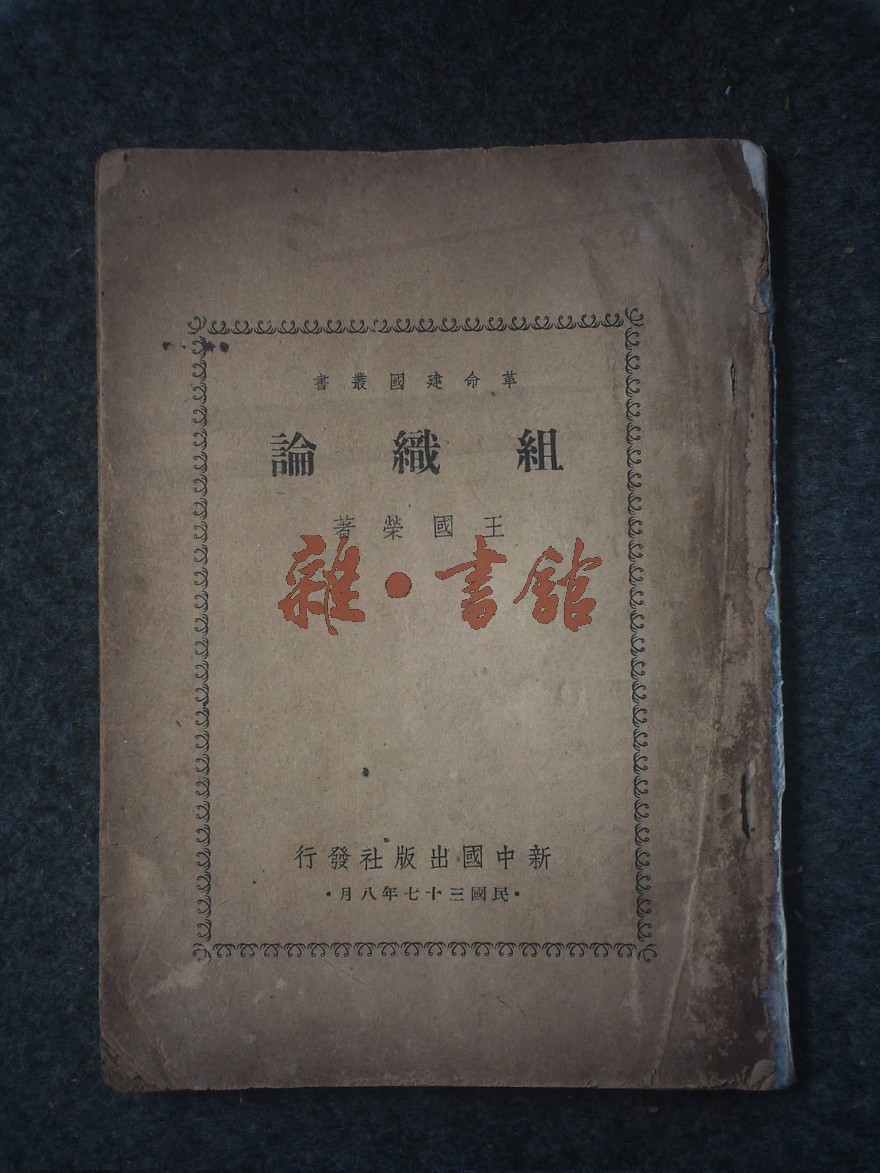 革命建國叢書
組織論
王國榮著
雜·書館
新中國出版社發行
·民國三十七年八月·